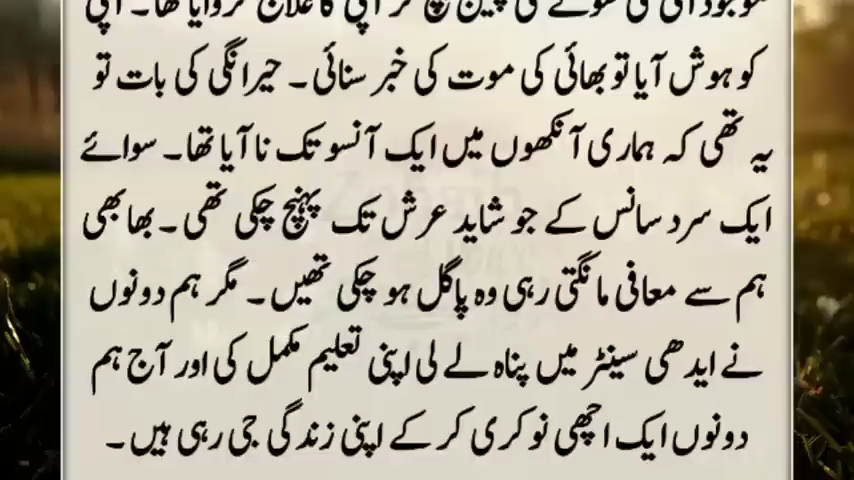 موجود امی کی سونے کی چین بیچ کر آپی کا علاج کروایا تھا۔ آپی
کو ہوش آیا تو بھائی کی موت کی خبر سنائی۔ حیرانگی کی بات تو
یہ تھی کہ ہماری آنکھوں میں ایک آنسو تک نا آیا تھا۔ سوائے
ایک سرد سانس کے جو شاید عرش تک پہنچ چکی تھی۔ بھابھی
ہم سے معافی مانگتی رہی وہ پاگل ہو چکی تھیں۔ مگر ہم دونوں
نے ایدھی سینٹر میں پناہ لے لی اپنی تعلیم مکمل کی اور آج ہم
دونوں ایک اچھی نوکری کر کے اپنی زندگی جی رہی ہیں۔